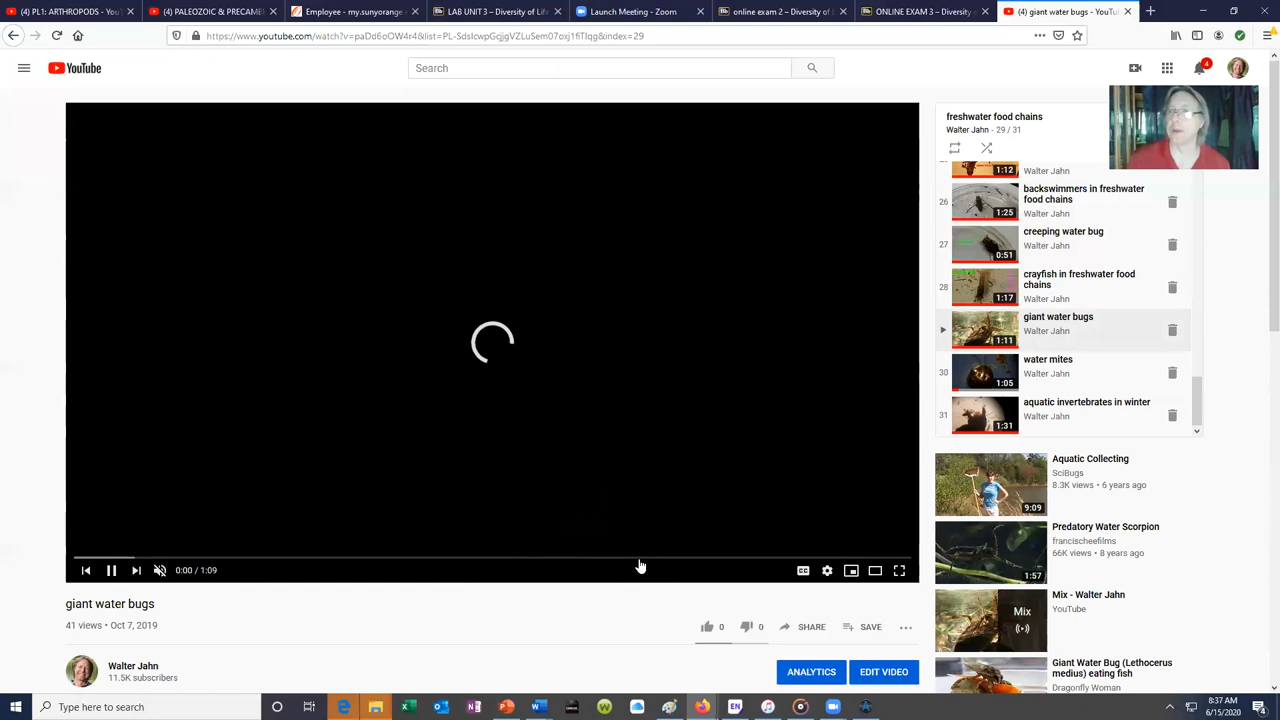 (4) ARTHROPODS - YouT
(4) PALEOZOIC & PRECAME
Employee - my.sunyorange.
LAB UNIT 3 – Diversity of Life
Launch Meeting - Zoom
online exam 2 – Diversity of L
ONLINE EXAM 3 – Diversity
(4) giant water bugs - YouTub
https://www.youtube.com/watch?v=paDd6oOW4r4&list=PL-SdsIcwpGcjjgVZLuSem07oxj1fiTIqg&index=29
YouTube
Search
4
freshwater food chains
Walter Jahn - 29 / 31
1:12
Walter Jahn
26
1:25
backswimmers in freshwater
food chains
Walter Jahn
27
0:51
creeping water bug
Walter Jahn
28
1:17
crayfish in freshwater food
chains
Walter Jahn
1:11
giant water bugs
Walter Jahn
30
1:05
water mites
Walter Jahn
31
1:31
aquatic invertebrates in winter
Walter Jahn
0:00 / 1:09
CC
giant water bugs
41 views • Oct 7, 2019
0
0
SHARE
SAVE
Walter Jahn
11.5K subscribers
ANALYTICS
EDIT VIDEO
9:09
Aquatic Collecting
SciBugs
8.3K views • 6 years ago
1:57
Predatory Water Scorpion
francischeefilms
66K views • 8 years ago
Mix
Mix - Walter Jahn
YouTube
Giant Water Bug (Lethocerus
medius) eating fish
Dragonfly Woman
Type here to search
EN
8:37 AM
6/15/2020
4